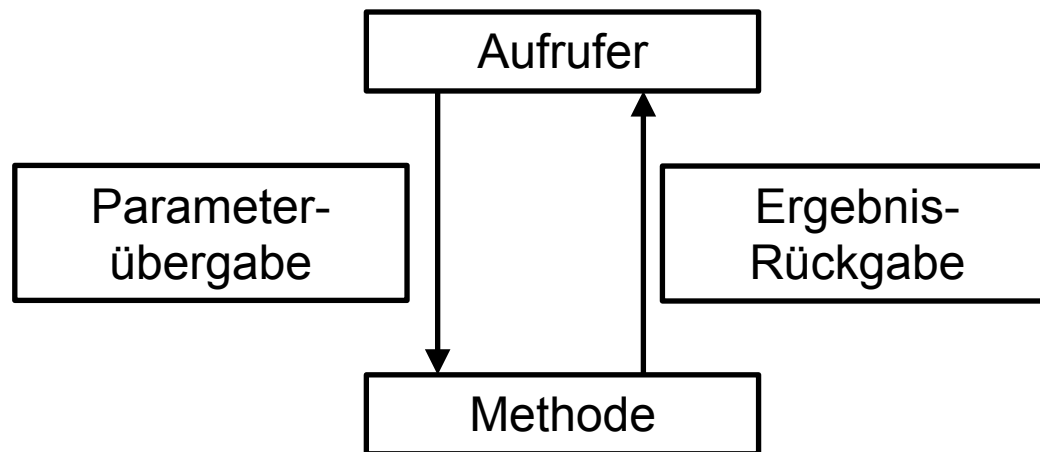 Aufrufer
Parameter-
übergabe
Ergebnis-
Rückgabe
Methode